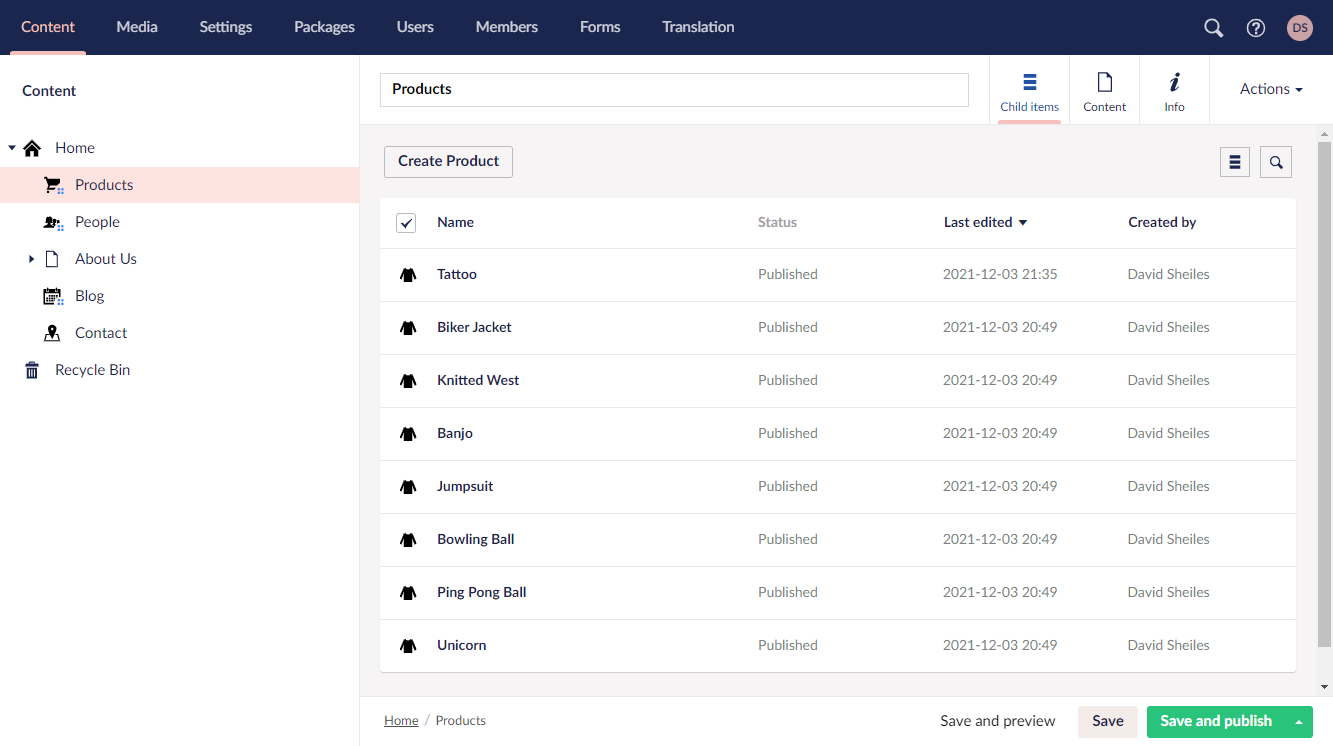 Content Media Settings Packages Users Members Forms Translation DS
Content
Products
Child items Content Info
Actions
Home
Products
People
About Us
Blog
Contact
Recycle Bin
Create Product
Name Status Last edited Created by
Tattoo Published 2021-12-03 21:35 David Sheiles
Biker Jacket Published 2021-12-03 20:49 David Sheiles
Knitted West Published 2021-12-03 20:49 David Sheiles
Banjo Published 2021-12-03 20:49 David Sheiles
Jumpsuit Published 2021-12-03 20:49 David Sheiles
Bowling Ball Published 2021-12-03 20:49 David Sheiles
Ping Pong Ball Published 2021-12-03 20:49 David Sheiles
Unicorn Published 2021-12-03 20:49 David Sheiles
Home / Products
Save and preview Save Save and publish